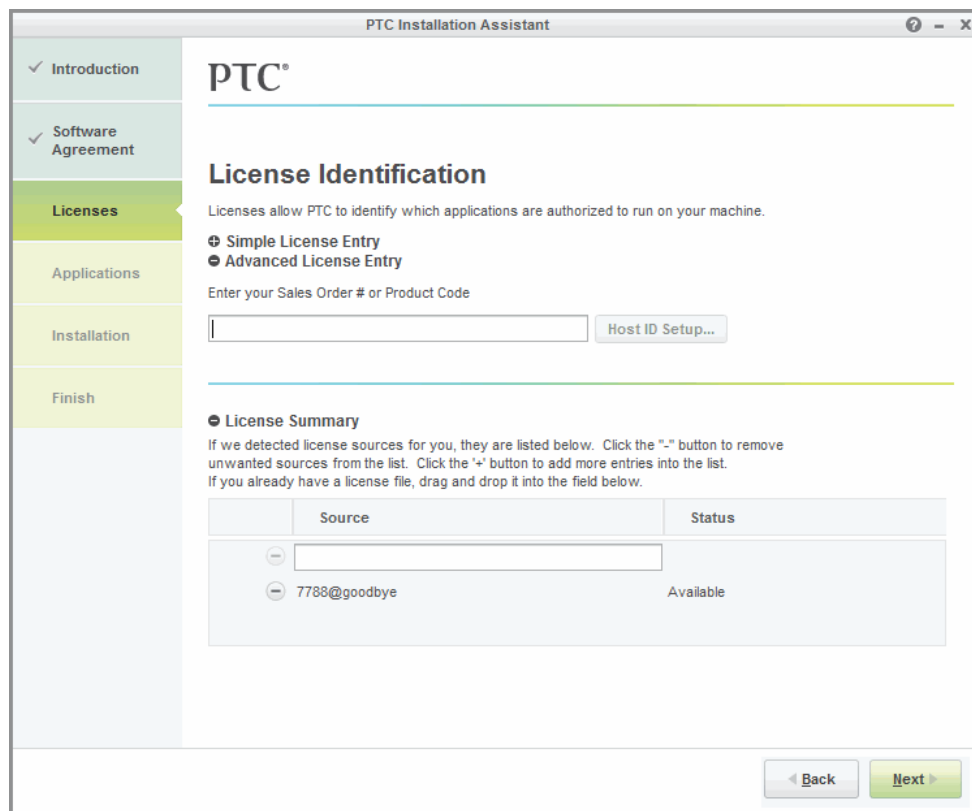 PTC Installation Assistant
Introduction
Software
Agreement
Licenses
Applications
Installation
Finish
PTC®
License Identification
Licenses allow PTC to identify which applications are authorized to run on your machine.
Simple License Entry
Advanced License Entry
Enter your Sales Order # or Product Code
Host ID Setup...
License Summary
If we detected license sources for you, they are listed below. Click the "-" button to remove
unwanted sources from the list. Click the '+' button to add more entries into the list.
If you already have a license file, drag and drop it into the field below.
Source Status
7788@goodbye Available
Back Next